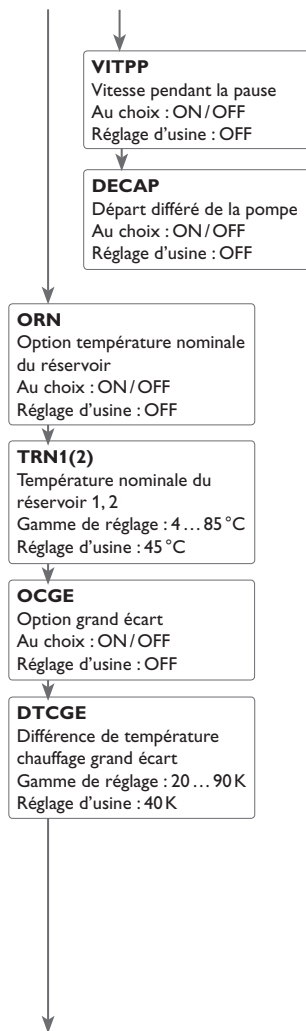 VITPP
Vitesse pendant la pause
Au choix : ON / OFF
Réglage d'usine : OFF
DECAP
Départ différé de la pompe
Au choix : ON / OFF
Réglage d'usine : OFF
ORN
Option température nominale
du réservoir
Au choix : ON / OFF
Réglage d'usine : OFF
TRN1(2)
Température nominale du
réservoir 1, 2
Gamme de réglage : 4 … 85 °C
Réglage d'usine : 45 °C
OCGE
Option grand écart
Au choix : ON / OFF
Réglage d'usine : OFF
DTCGE
Différence de température
chauffage grand écart
Gamme de réglage : 20 … 90 K
Réglage d'usine : 40 K